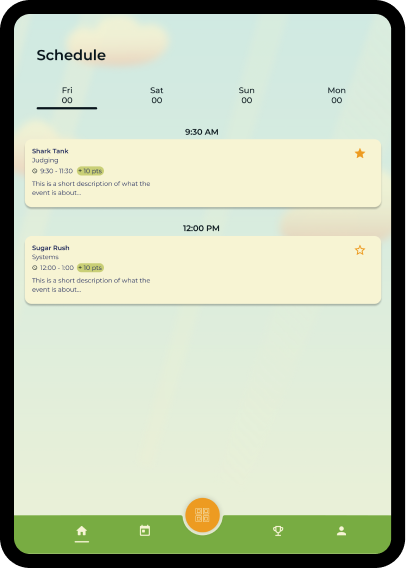 Schedule
Fri
00
Sat
00
Sun
00
Mon
00
9:30 AM
Shark Tank
Judging
9:30 - 11:30 + 10 pts
This is a short description of what the
event is about...
12:00 PM
Sugar Rush
Systems
12:00 - 1:00 + 10 pts
This is a short description of what the
event is about...